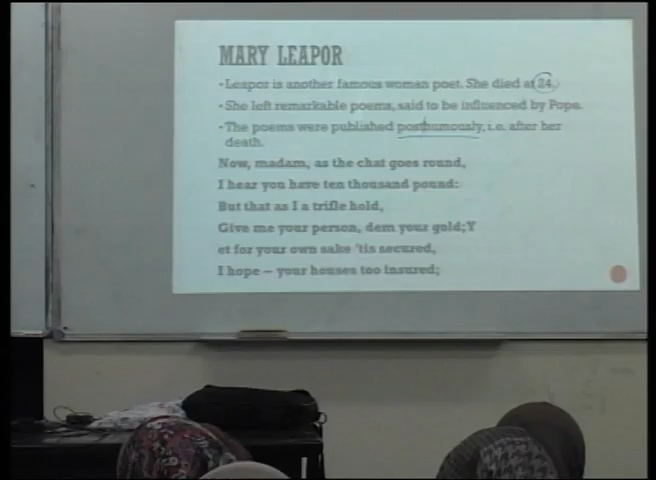 MARY LEAPOR
•Leapor is another famous woman poet. She died at 24.
•She left remarkable poems, said to be influenced by Pope.
•The poems were published posthumously, i.e. after her
death.
Now, madam, as the chat goes round,
I hear you have ten thousand pound:
But that as I a trifle hold,
Give me your person, dem your gold;Y
et for your own sake 'tis secured,
I hope – your houses too insured;